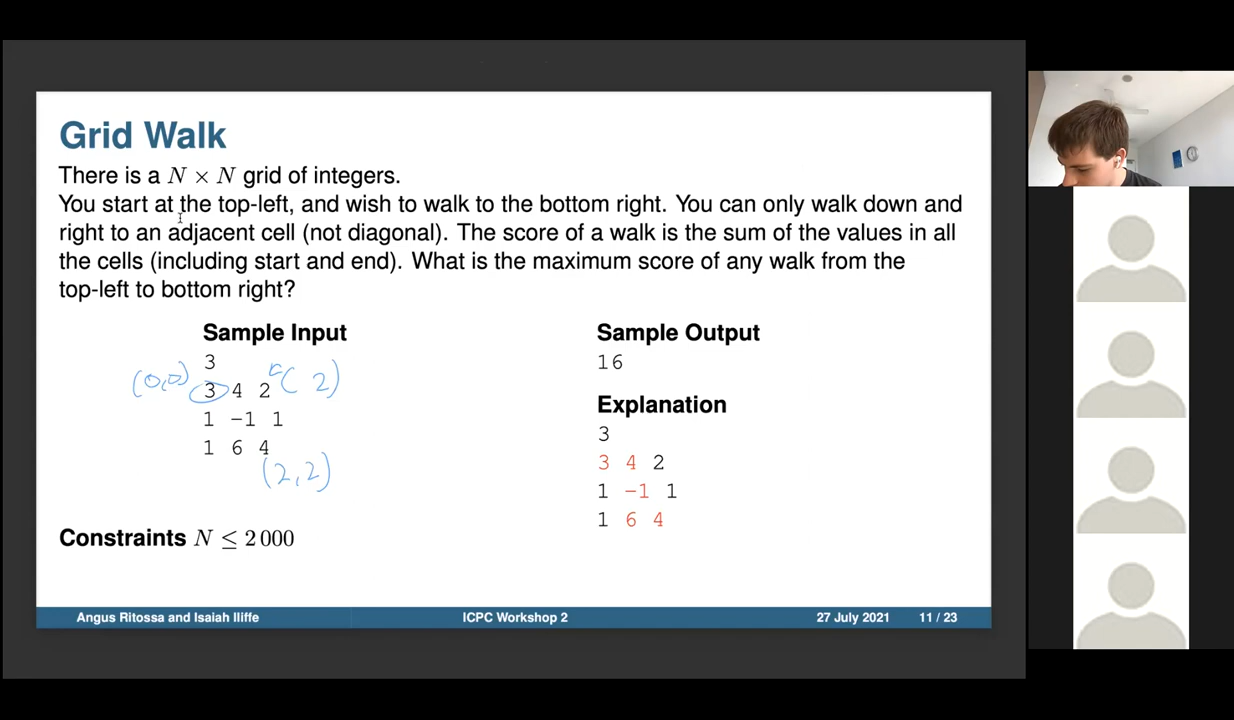 Grid Walk
There is a N × N grid of integers.
You start at the top-left, and wish to walk to the bottom right. You can only walk down and
right to an adjacent cell (not diagonal). The score of a walk is the sum of the values in all
the cells (including start and end). What is the maximum score of any walk from the
top-left to bottom right?
Sample Input
3
(0,0) 3 4 2 ( 2)
1 -1 1
1 6 4
(2,2)
Sample Output
16
Explanation
3
3 4 2
1 -1 1
1 6 4
Constraints N ≤ 2 000
Angus Ritossa and Isaiah Iliffe ICPC Workshop 2 27 July 2021 11 / 23